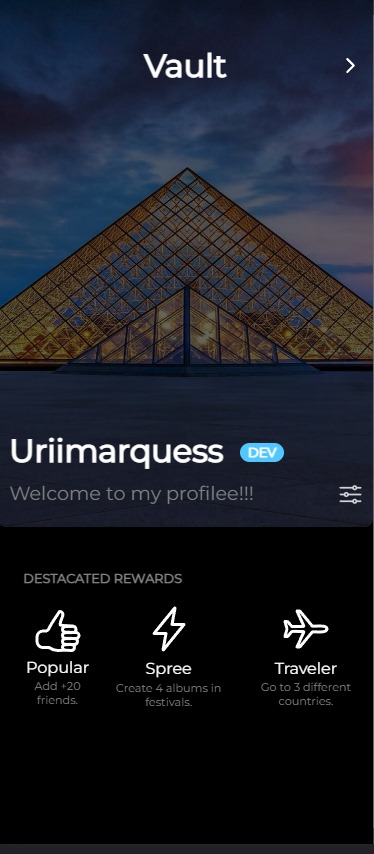 Vault
Uriimarquess DEV
Welcome to my profilee!!!
DESTACATED REWARDS
Popular
Add +20
friends.
Spree
Create 4 albums in
festivals.
Traveler
Go to 3 different
countries.